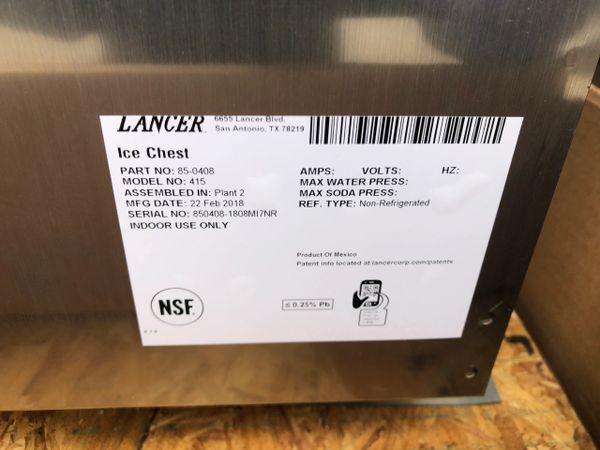 LANCER
6655 Lancer Blvd.
San Antonio, TX 78219
Ice Chest
PART NO: 85-0408
MODEL NO: 415
ASSEMBLED IN: Plant 2
MFG DATE: 22 Feb 2018
SERIAL NO: 850408-1808MI7NR
INDOOR USE ONLY
AMPS: VOLTS: HZ:
MAX WATER PRESS:
MAX SODA PRESS:
REF. TYPE: Non-Refrigerated
Product Of Mexico
Patent info located at lancercorp.com/patents
NSF.
≤ 0.25% Pb